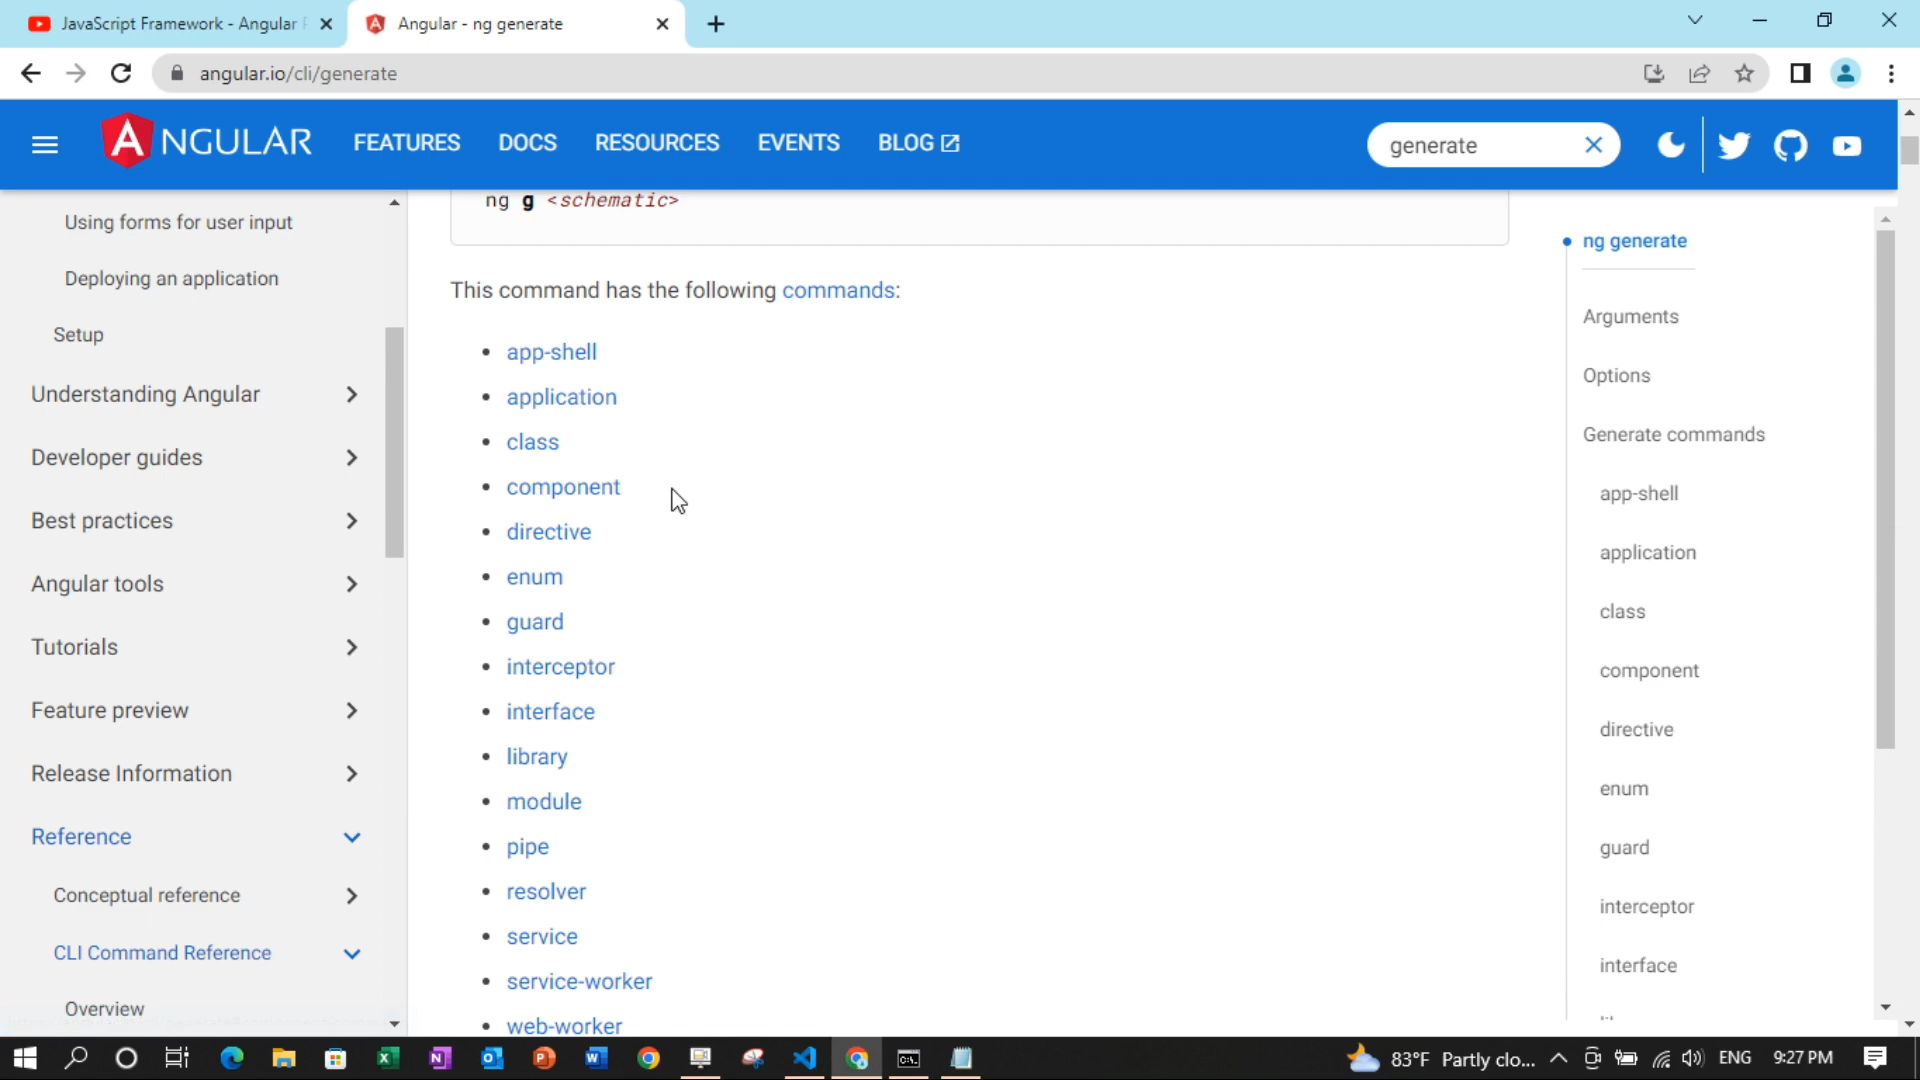 JavaScript Framework - Angular
Angular - ng generate
angular.io/cli/generate
ANGULAR
FEATURES
DOCS
RESOURCES
EVENTS
BLOG
generate
Using forms for user input
Deploying an application
Setup
Understanding Angular
Developer guides
Best practices
Angular tools
Tutorials
Feature preview
Release Information
Reference
Conceptual reference
CLI Command Reference
Overview
ng g <schematic>
This command has the following commands:
• app-shell
• application
• class
• component
• directive
• enum
• guard
• interceptor
• interface
• library
• module
• pipe
• resolver
• service
• service-worker
• web-worker
ng generate
Arguments
Options
Generate commands
app-shell
application
class
component
directive
enum
guard
interceptor
interface
83°F Partly clo...
ENG
9:27 PM